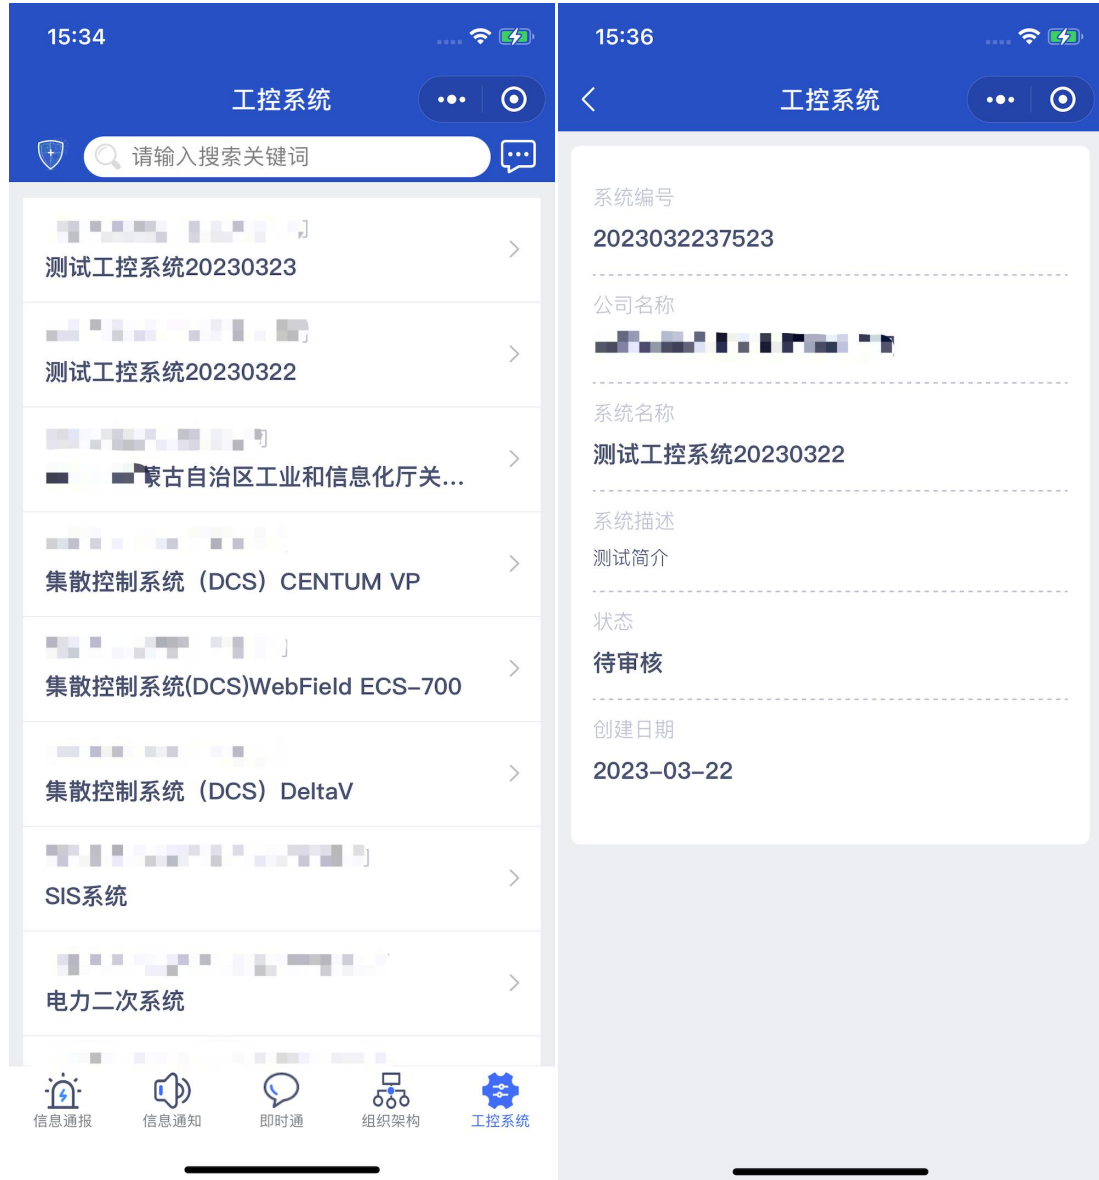 15:34
工控系统
请输入搜索关键词
测试工控系统20230323
测试工控系统20230322
古自治区工业和信息化厅关...
集散控制系统（DCS）CENTUM VP
集散控制系统(DCS)WebField ECS-700
集散控制系统（DCS）DeltaV
SIS系统
电力二次系统
信息通报
信息通知
即时通
组织架构
工控系统
15:36
工控系统
系统编号
2023032237523
公司名称
系统名称
测试工控系统20230322
系统描述
测试简介
状态
待审核
创建日期
2023-03-22